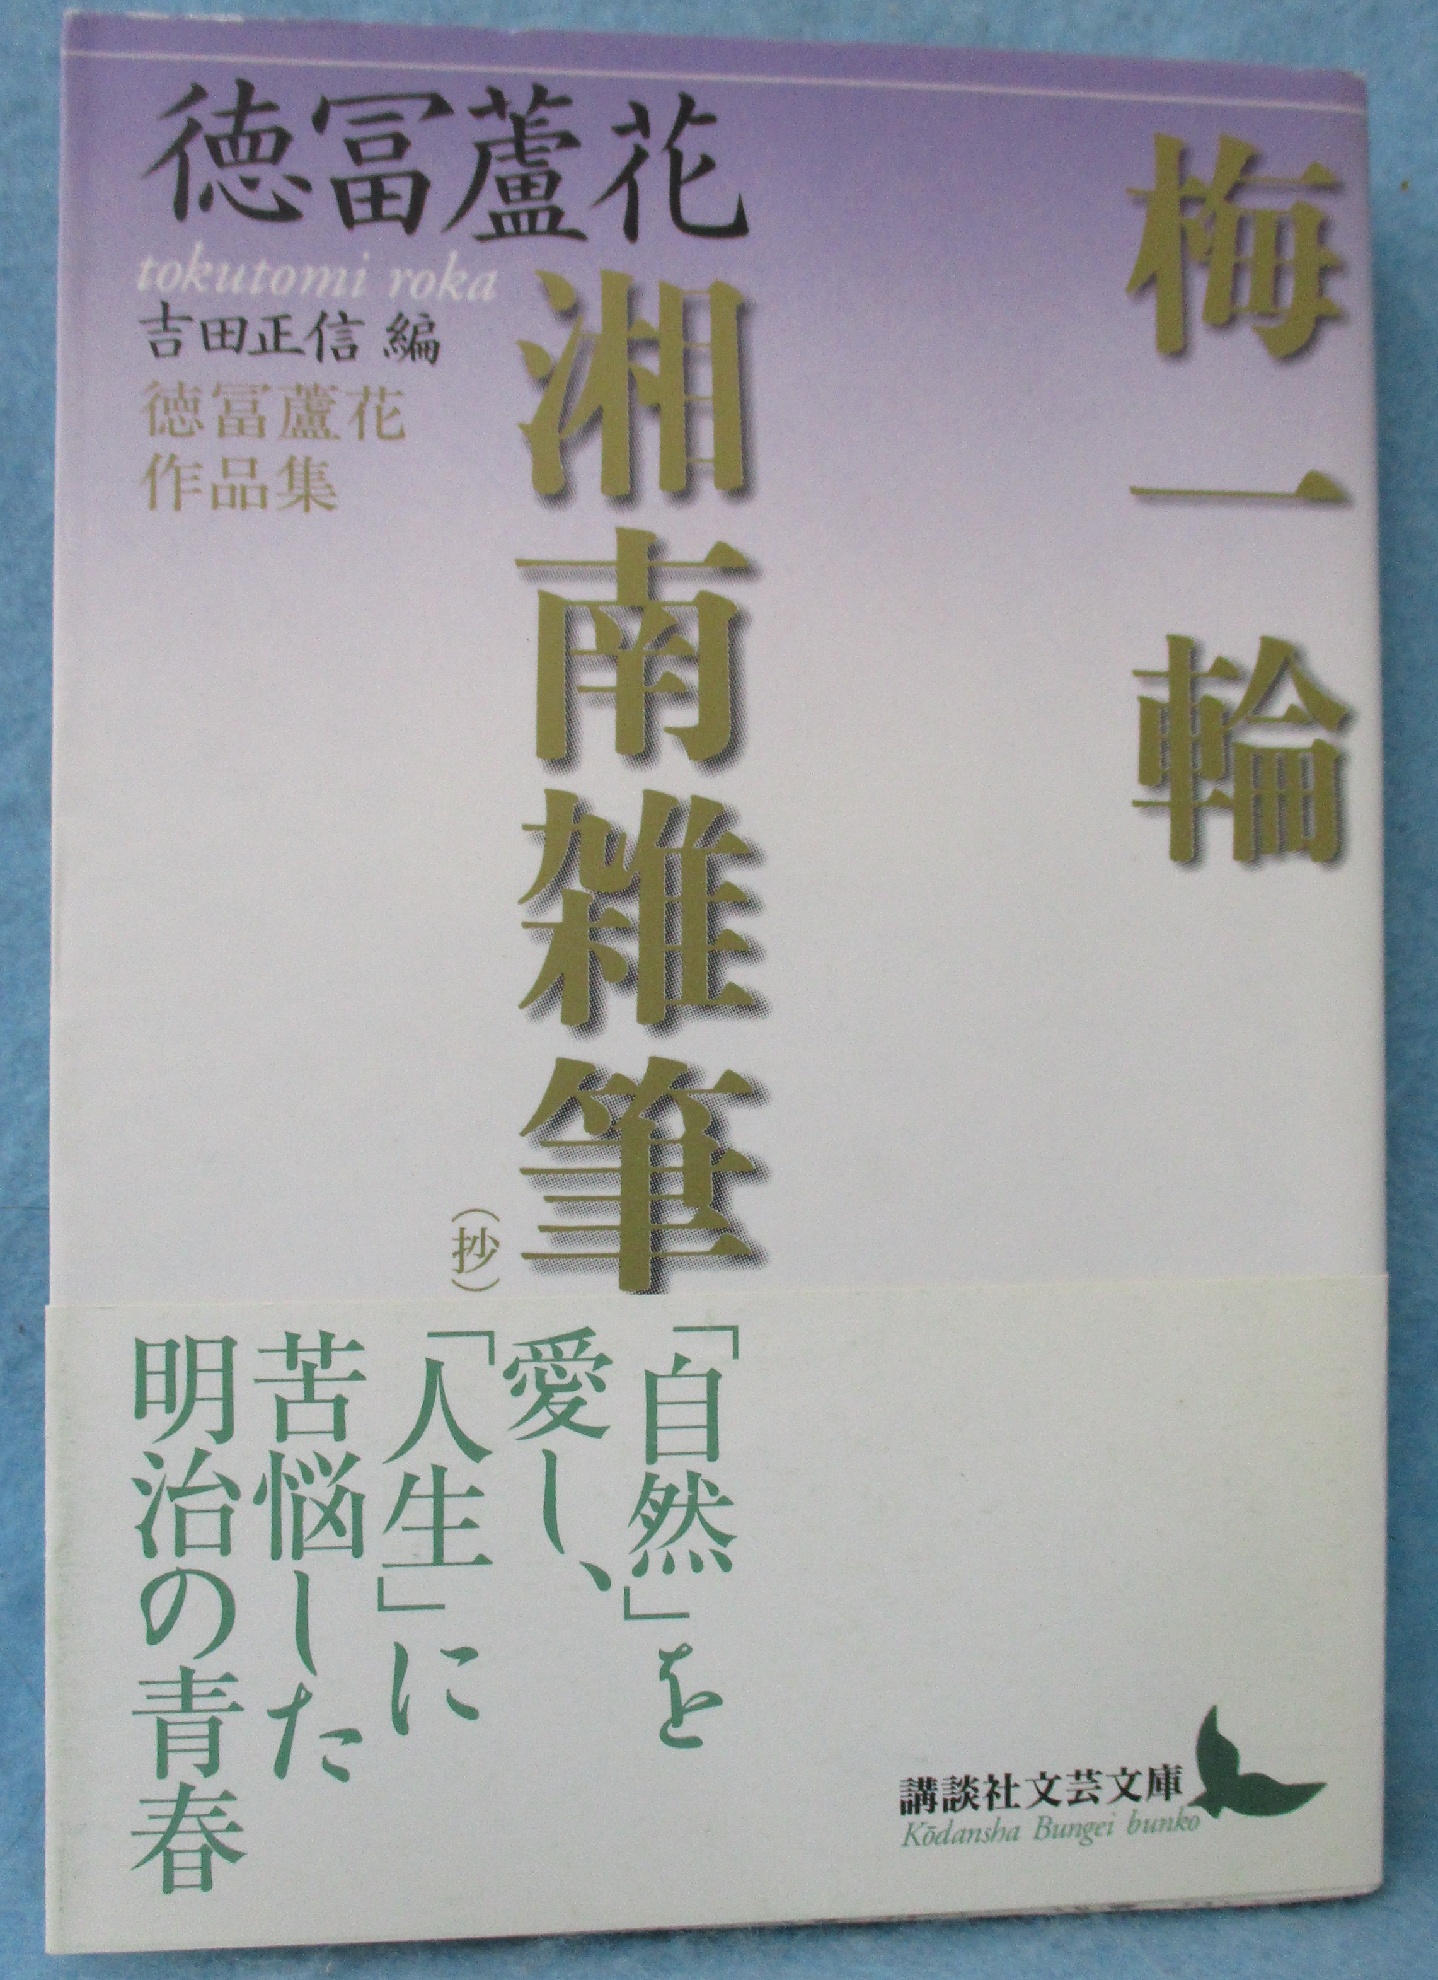 梅一輪
湘南雑筆
(抄)
徳冨蘆花
tokutomi roka
吉田正信 編
徳冨蘆花
作品集
「自然」を
愛し、
「人生」に
苦悩した
明治の青春
講談社文芸文庫
Kōdansha Bungei bunko